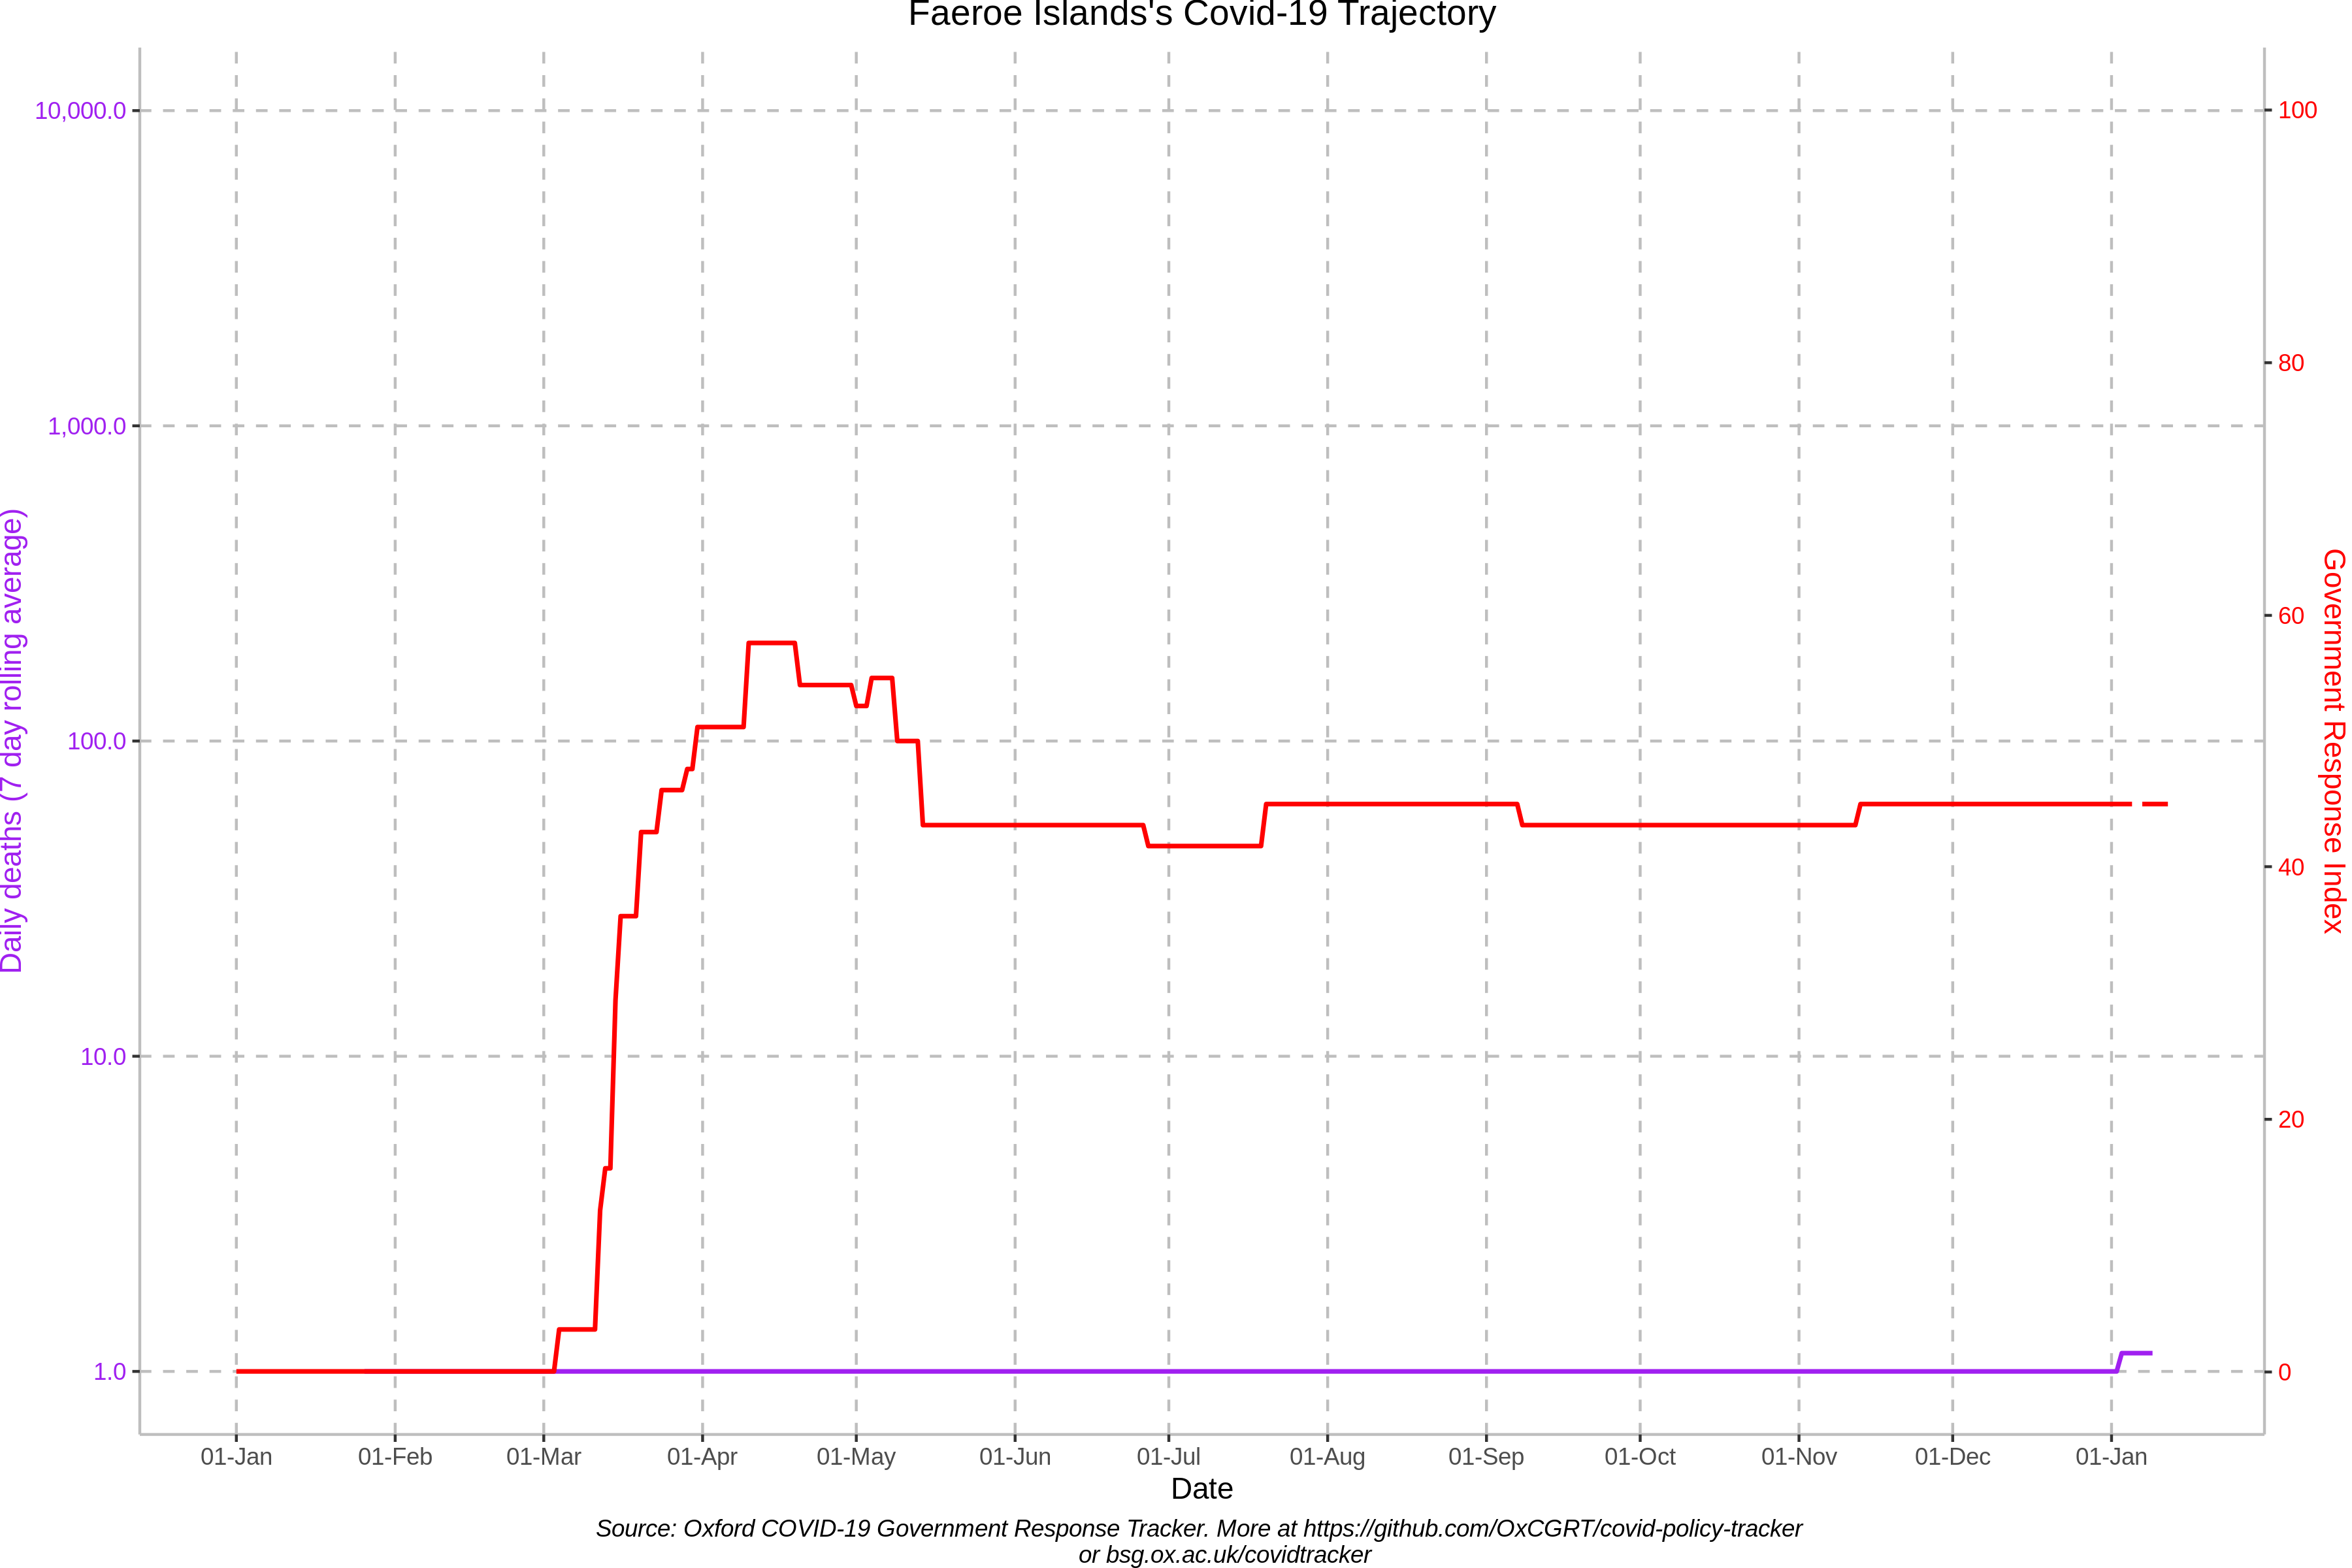 Faeroe Islands's Covid-19 Trajectory
10,000.0
1,000.0
100.0
10.0
1.0
Daily deaths (7 day rolling average)
100
80
60
40
20
0
Government Response Index
01-Jan 01-Feb 01-Mar 01-Apr 01-May 01-Jun 01-Jul 01-Aug 01-Sep 01-Oct 01-Nov 01-Dec 01-Jan
Date
Source: Oxford COVID-19 Government Response Tracker. More at https://github.com/OxCGRT/covid-policy-tracker
or bsg.ox.ac.uk/covidtracker